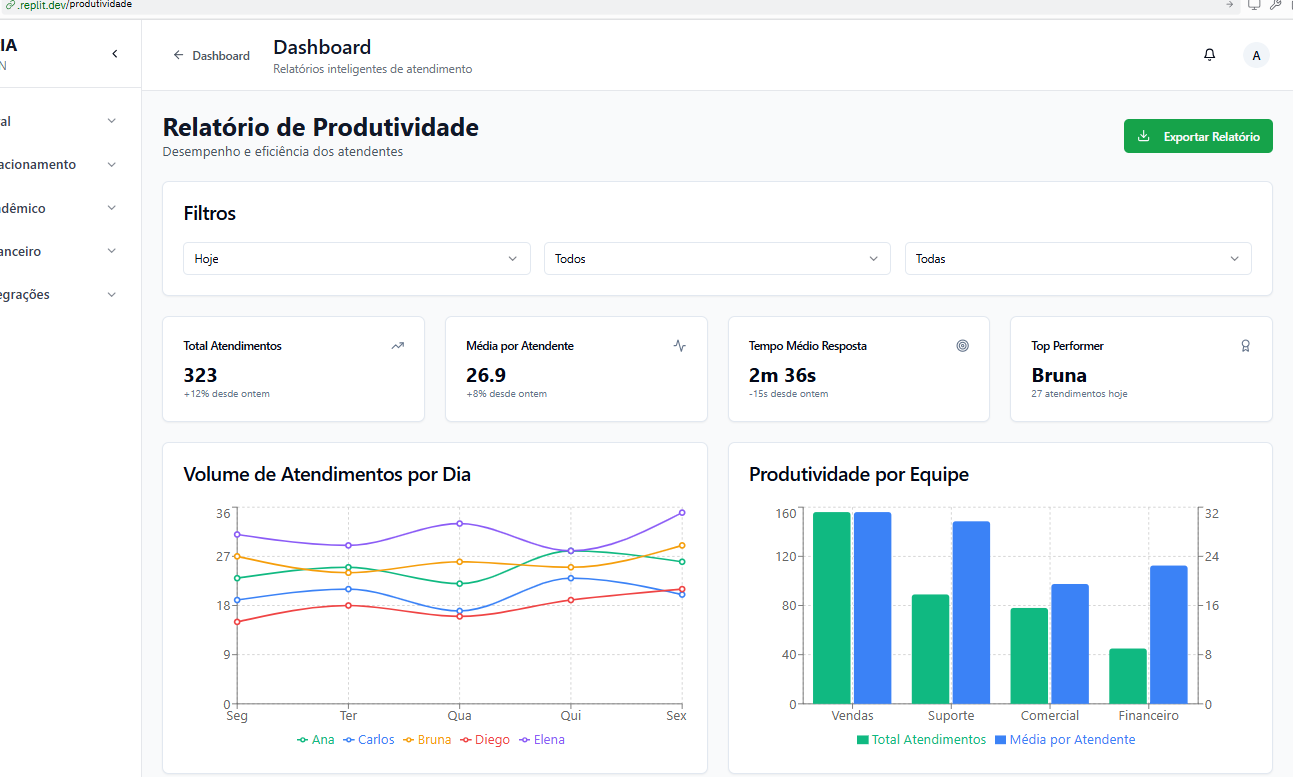 .replit.dev/produtividade
IA
N
Dashboard
Dashboard
Relatórios inteligentes de atendimento
A
al
acionamento
dêmico
anceiro
egrações
Relatório de Produtividade
Desempenho e eficiência dos atendentes
Exportar Relatório
Filtros
Hoje
Todos
Todas
Total Atendimentos
323
+12% desde ontem
Média por Atendente
26.9
+8% desde ontem
Tempo Médio Resposta
2m 36s
-15s desde ontem
Top Performer
Bruna
27 atendimentos hoje
Volume de Atendimentos por Dia
36
27
18
9
0
Seg Ter Qua Qui Sex
Ana Carlos Bruna Diego Elena
Produtividade por Equipe
160
120
80
40
0
32
24
16
8
0
Vendas Suporte Comercial Financeiro
Total Atendimentos Média por Atendente